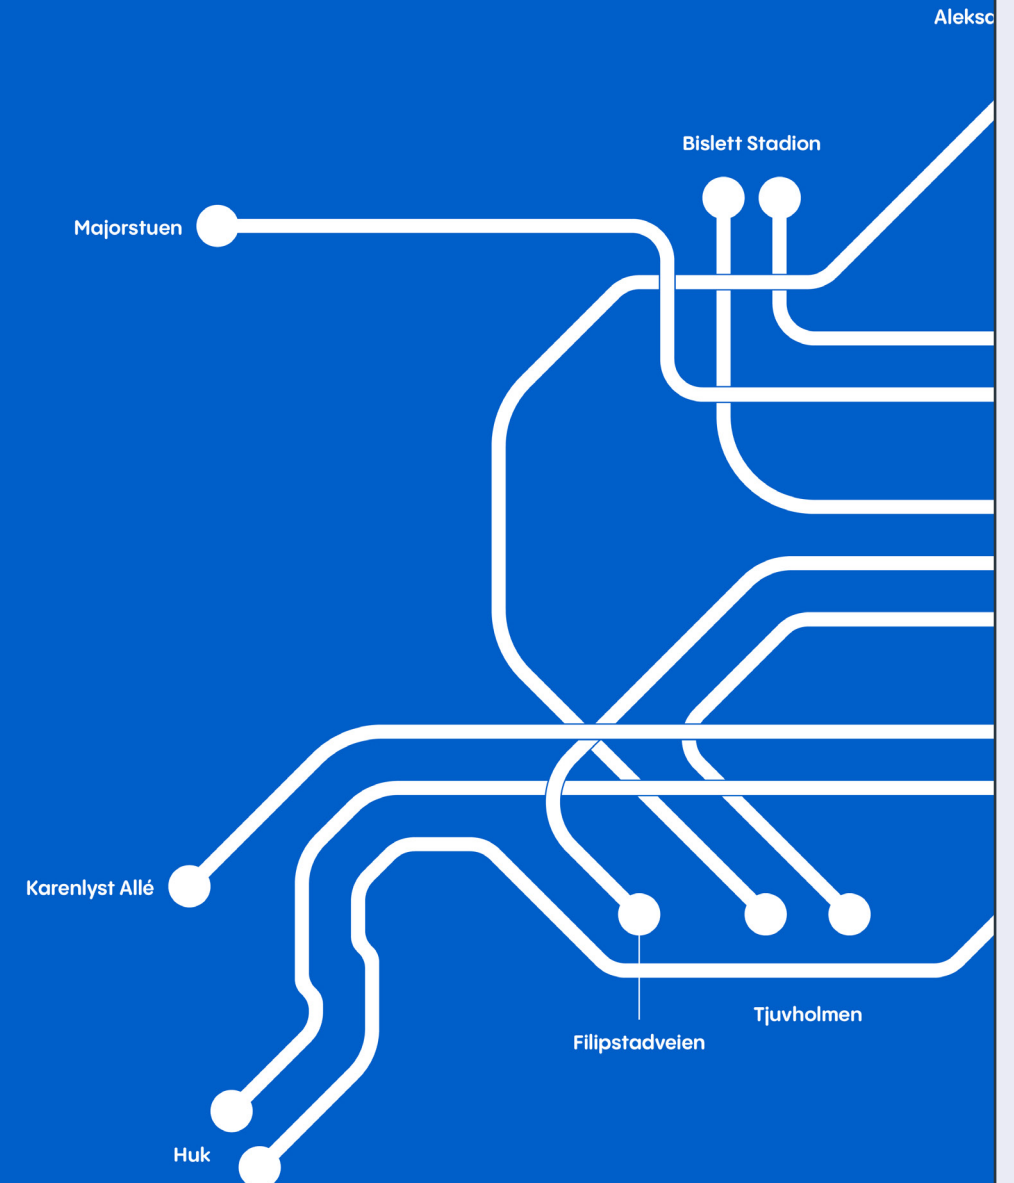 Bislett Stadion
Majorstuen
Karenlyst Allé
Tjuvholmen
Filipstadveien
Huk